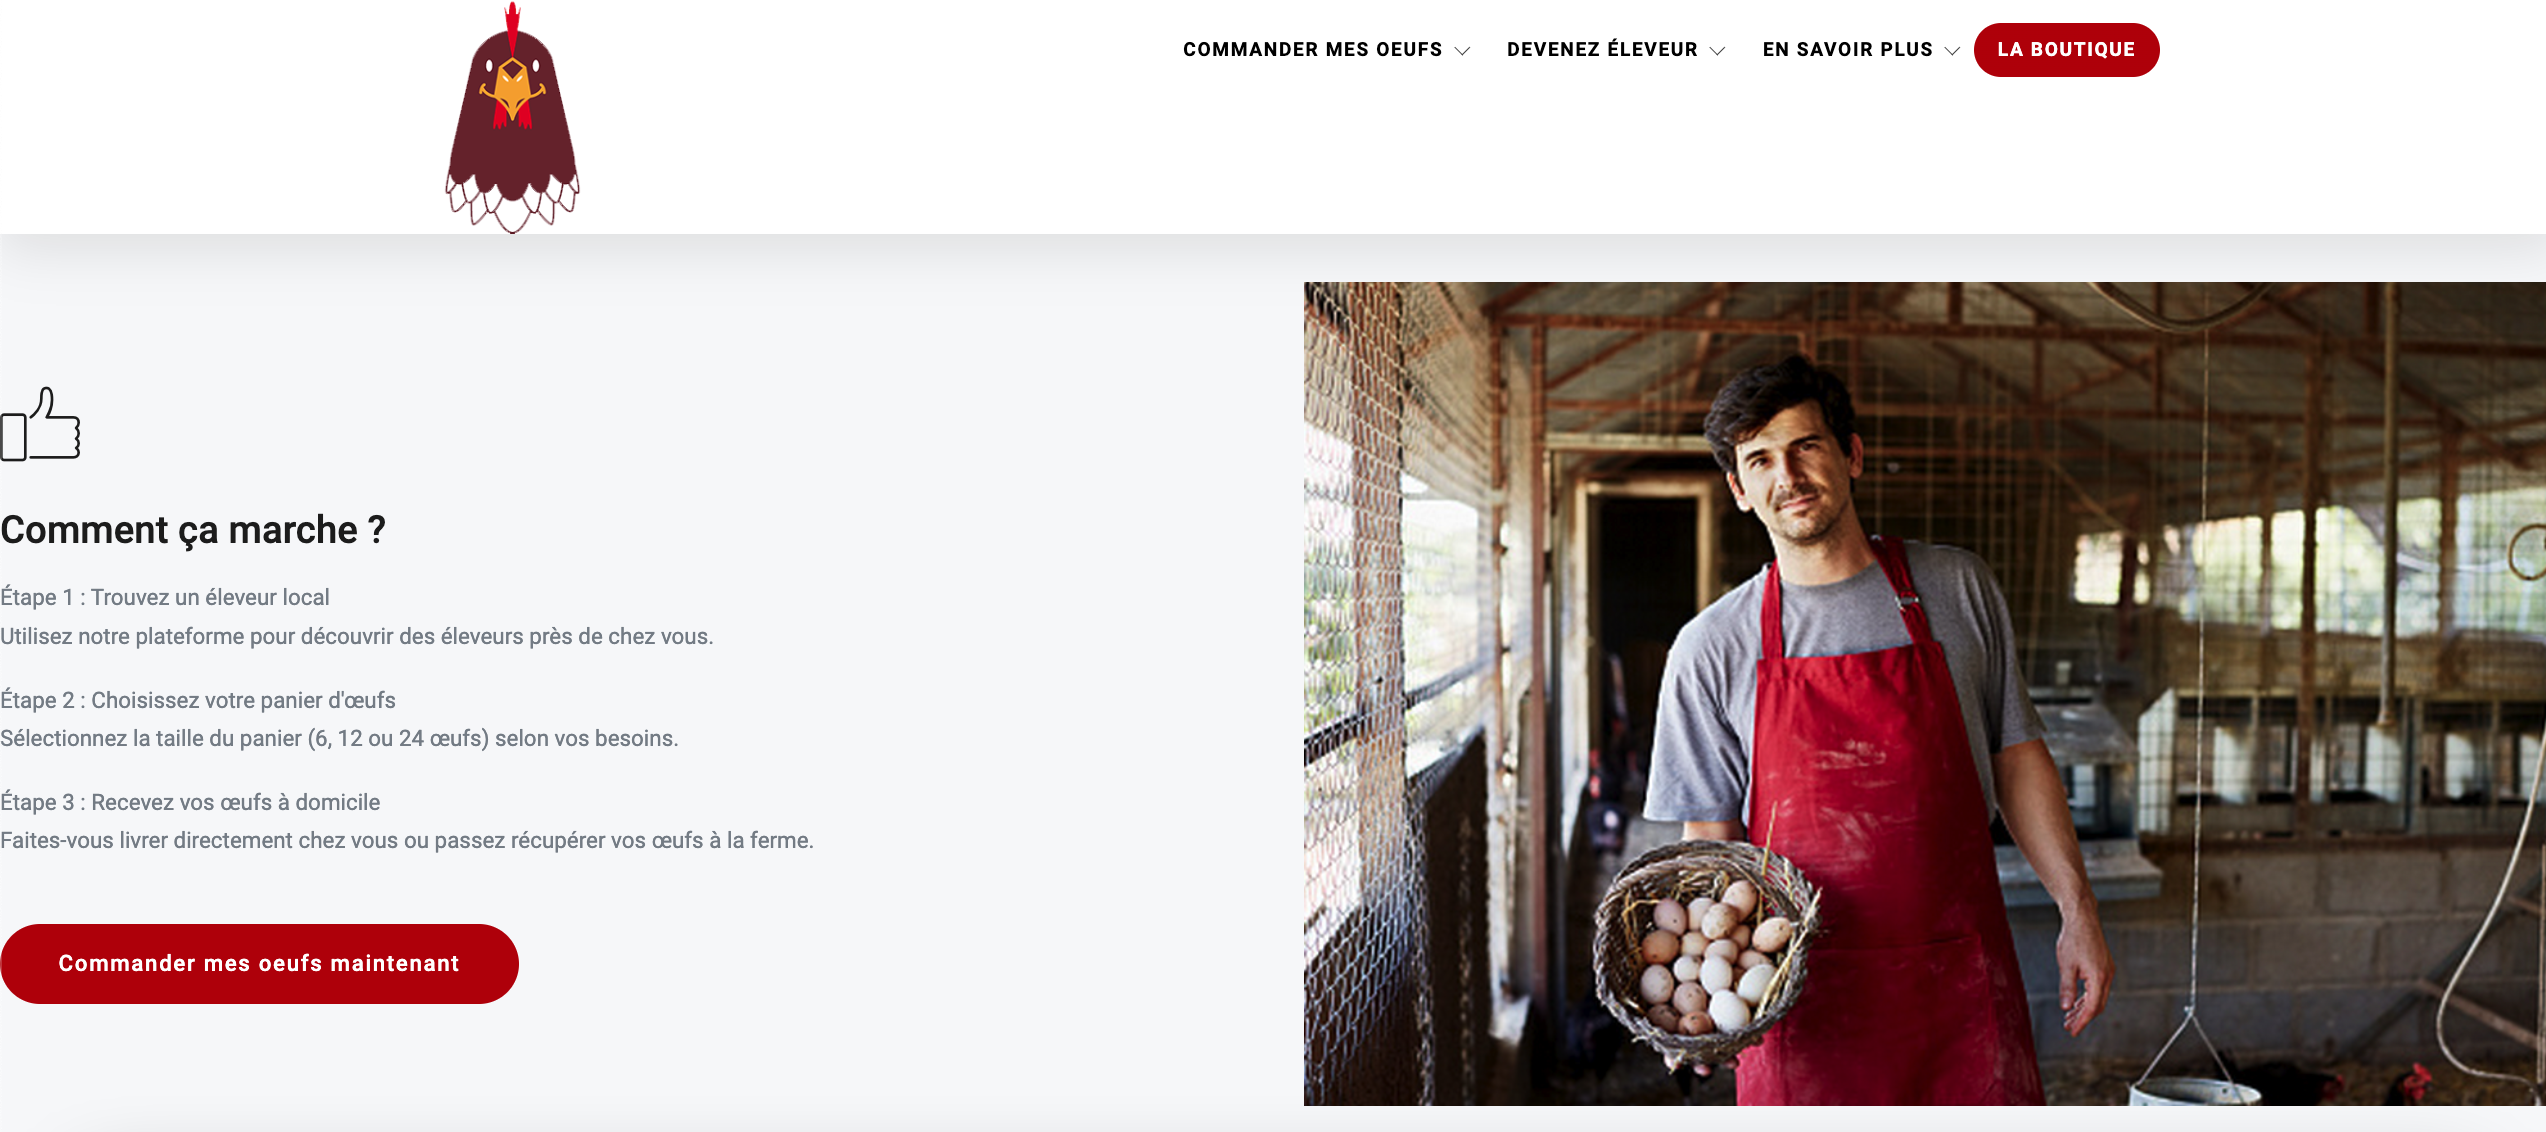 COMMANDER MES OEUFS
DEVENEZ ÉLEVEUR
EN SAVOIR PLUS
LA BOUTIQUE
Comment ça marche ?
Étape 1 : Trouvez un éleveur local
Utilisez notre plateforme pour découvrir des éleveurs près de chez vous.
Étape 2 : Choisissez votre panier d'œufs
Sélectionnez la taille du panier (6, 12 ou 24 œufs) selon vos besoins.
Étape 3 : Recevez vos œufs à domicile
Faites-vous livrer directement chez vous ou passez récupérer vos œufs à la ferme.
Commander mes oeufs maintenant